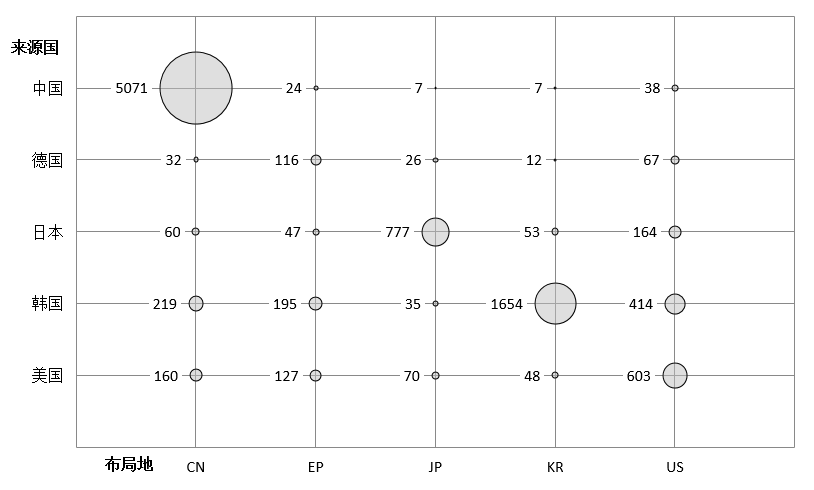 来源国
中国 5071 24 7 7 38
德国 32 116 26 12 67
日本 60 47 777 53 164
韩国 219 195 35 1654 414
美国 160 127 70 48 603
布局地 CN EP JP KR US